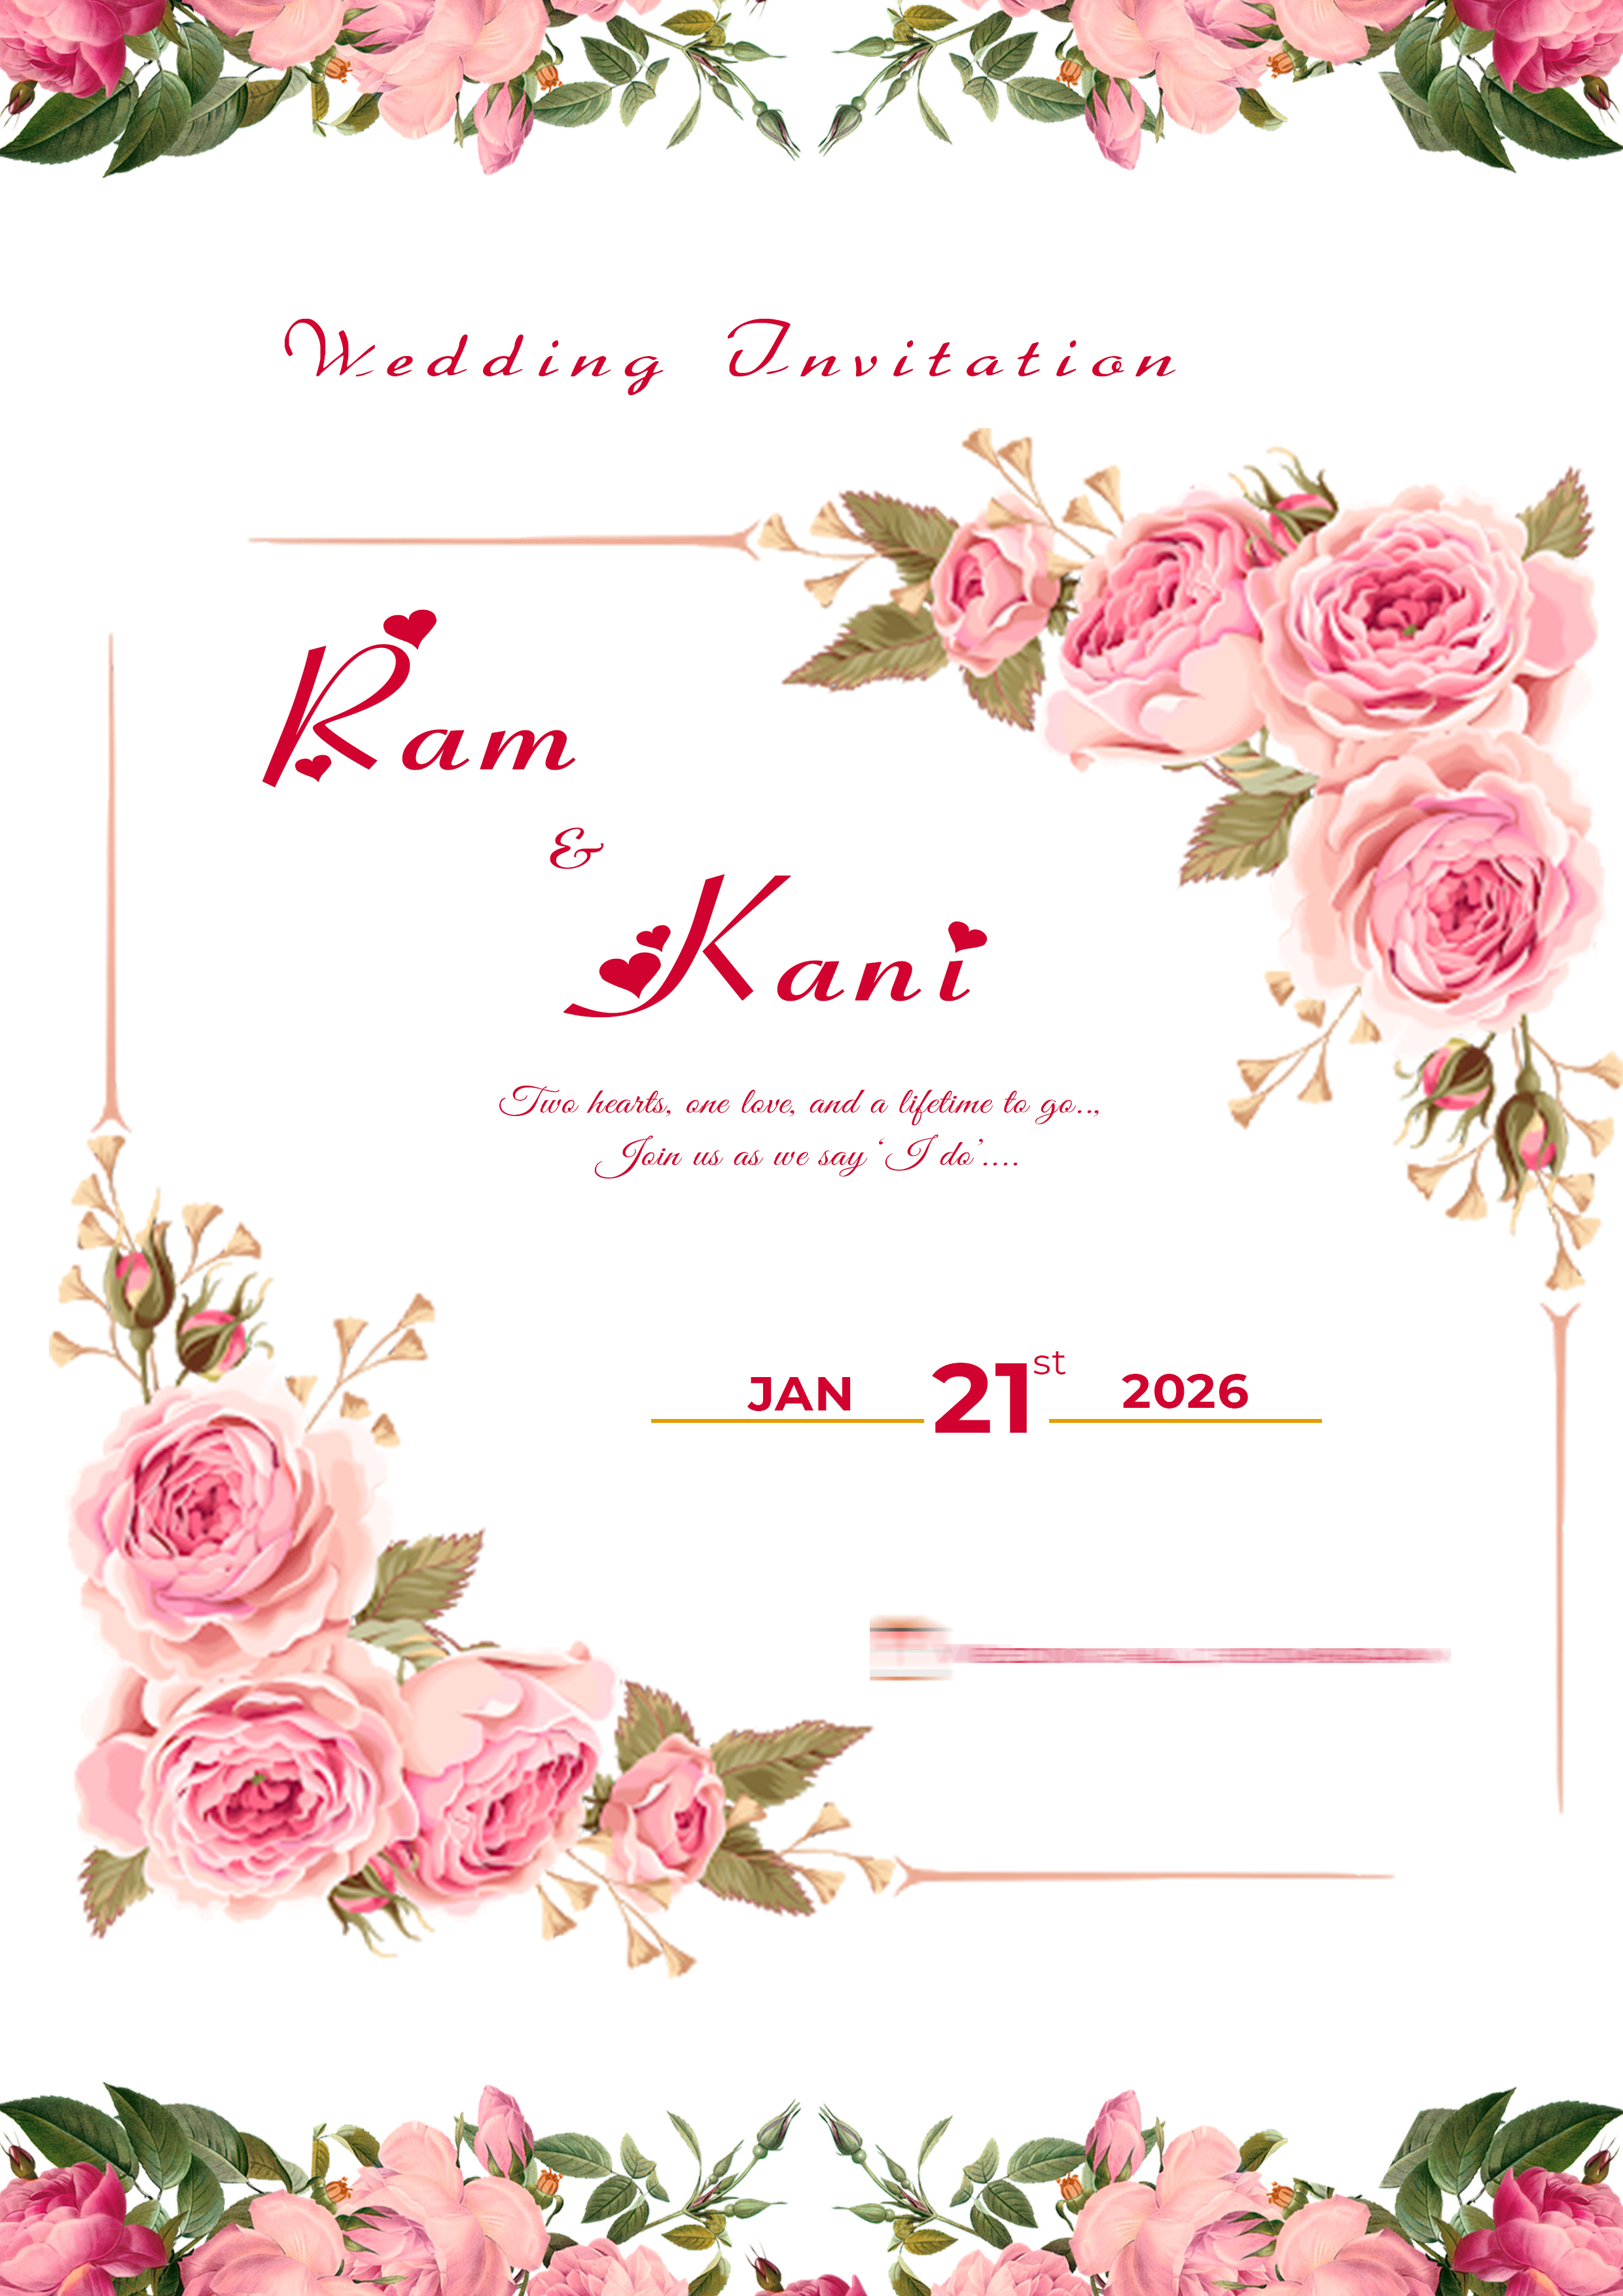 Wedding Invitation
Ram
&
Kani
Two hearts, one love, and a lifetime to go..,
Join us as we say ‘I do’....
JAN 21st 2026